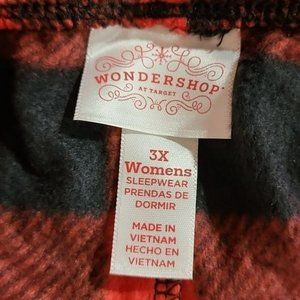 WONDERSHOP
AT TARGET
3X
Womens
SLEEPWEAR
PRENDAS DE
DORMIR
MADE IN
VIETNAM
HECHO EN
VIETNAM